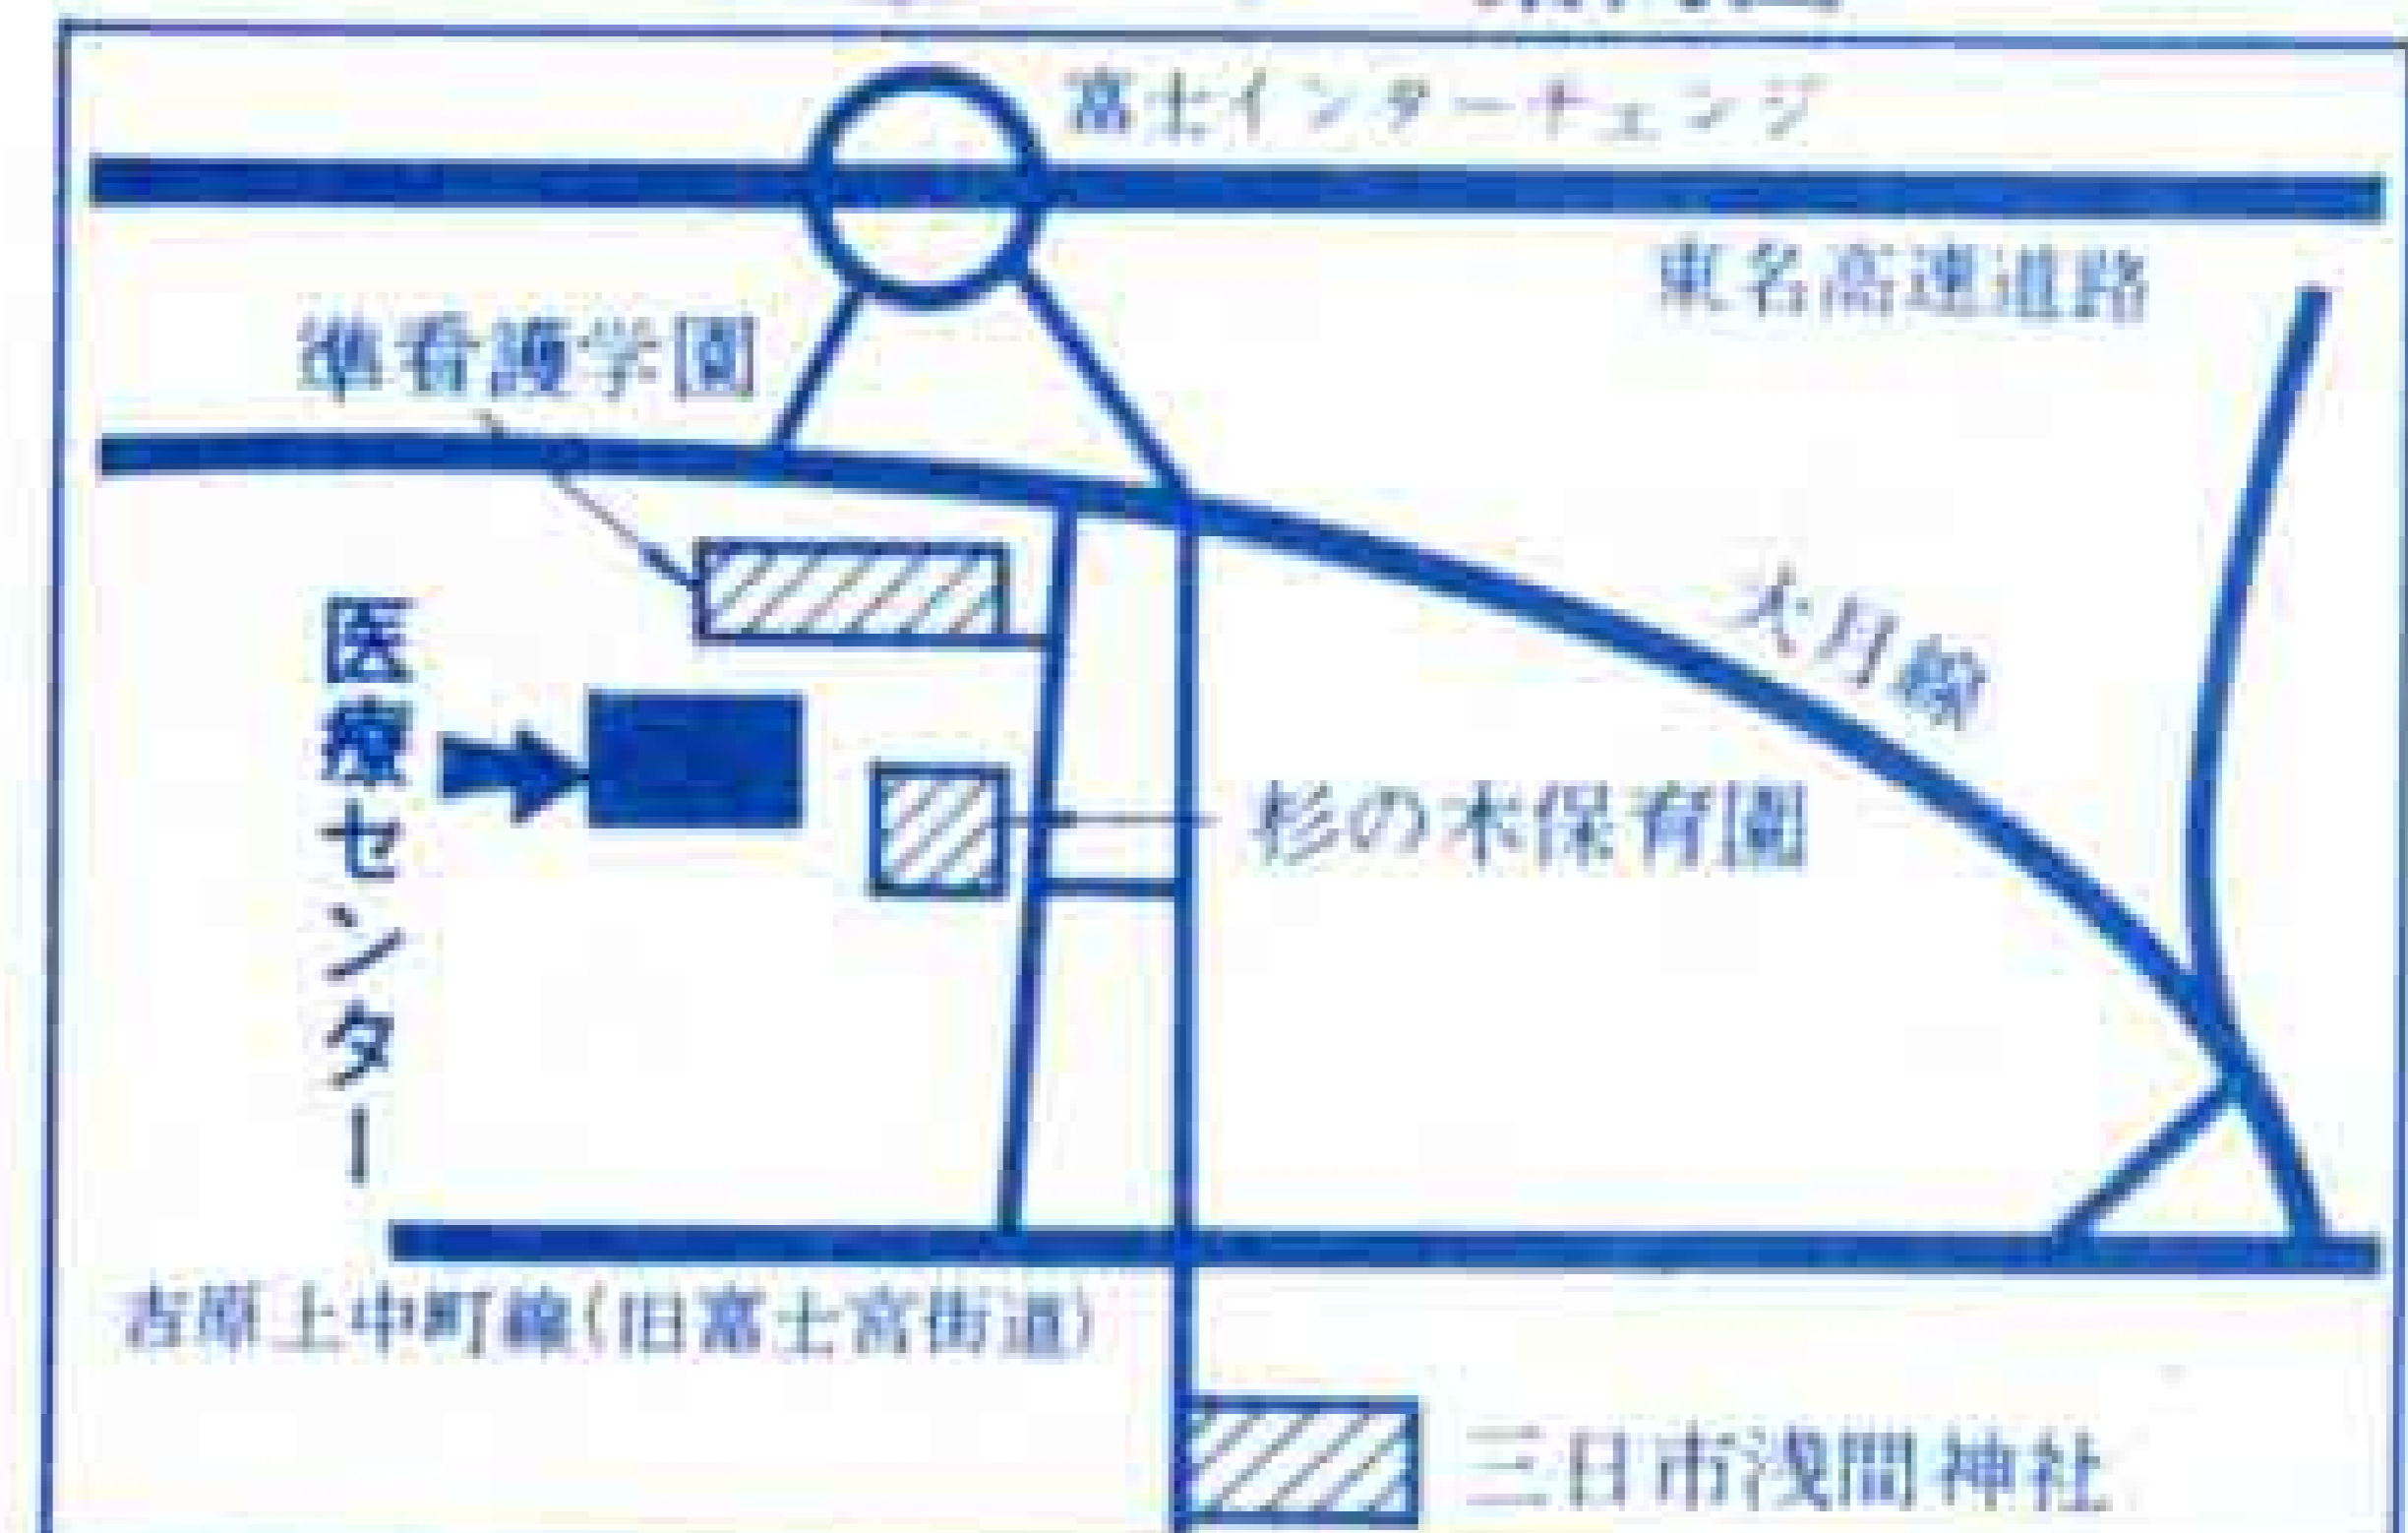 富士インターチェンジ
東名高速道路
準看護学園
大月線
医療センター
杉の木保育園
吉原上中町線(旧富士宮街道)
三日市浅間神社